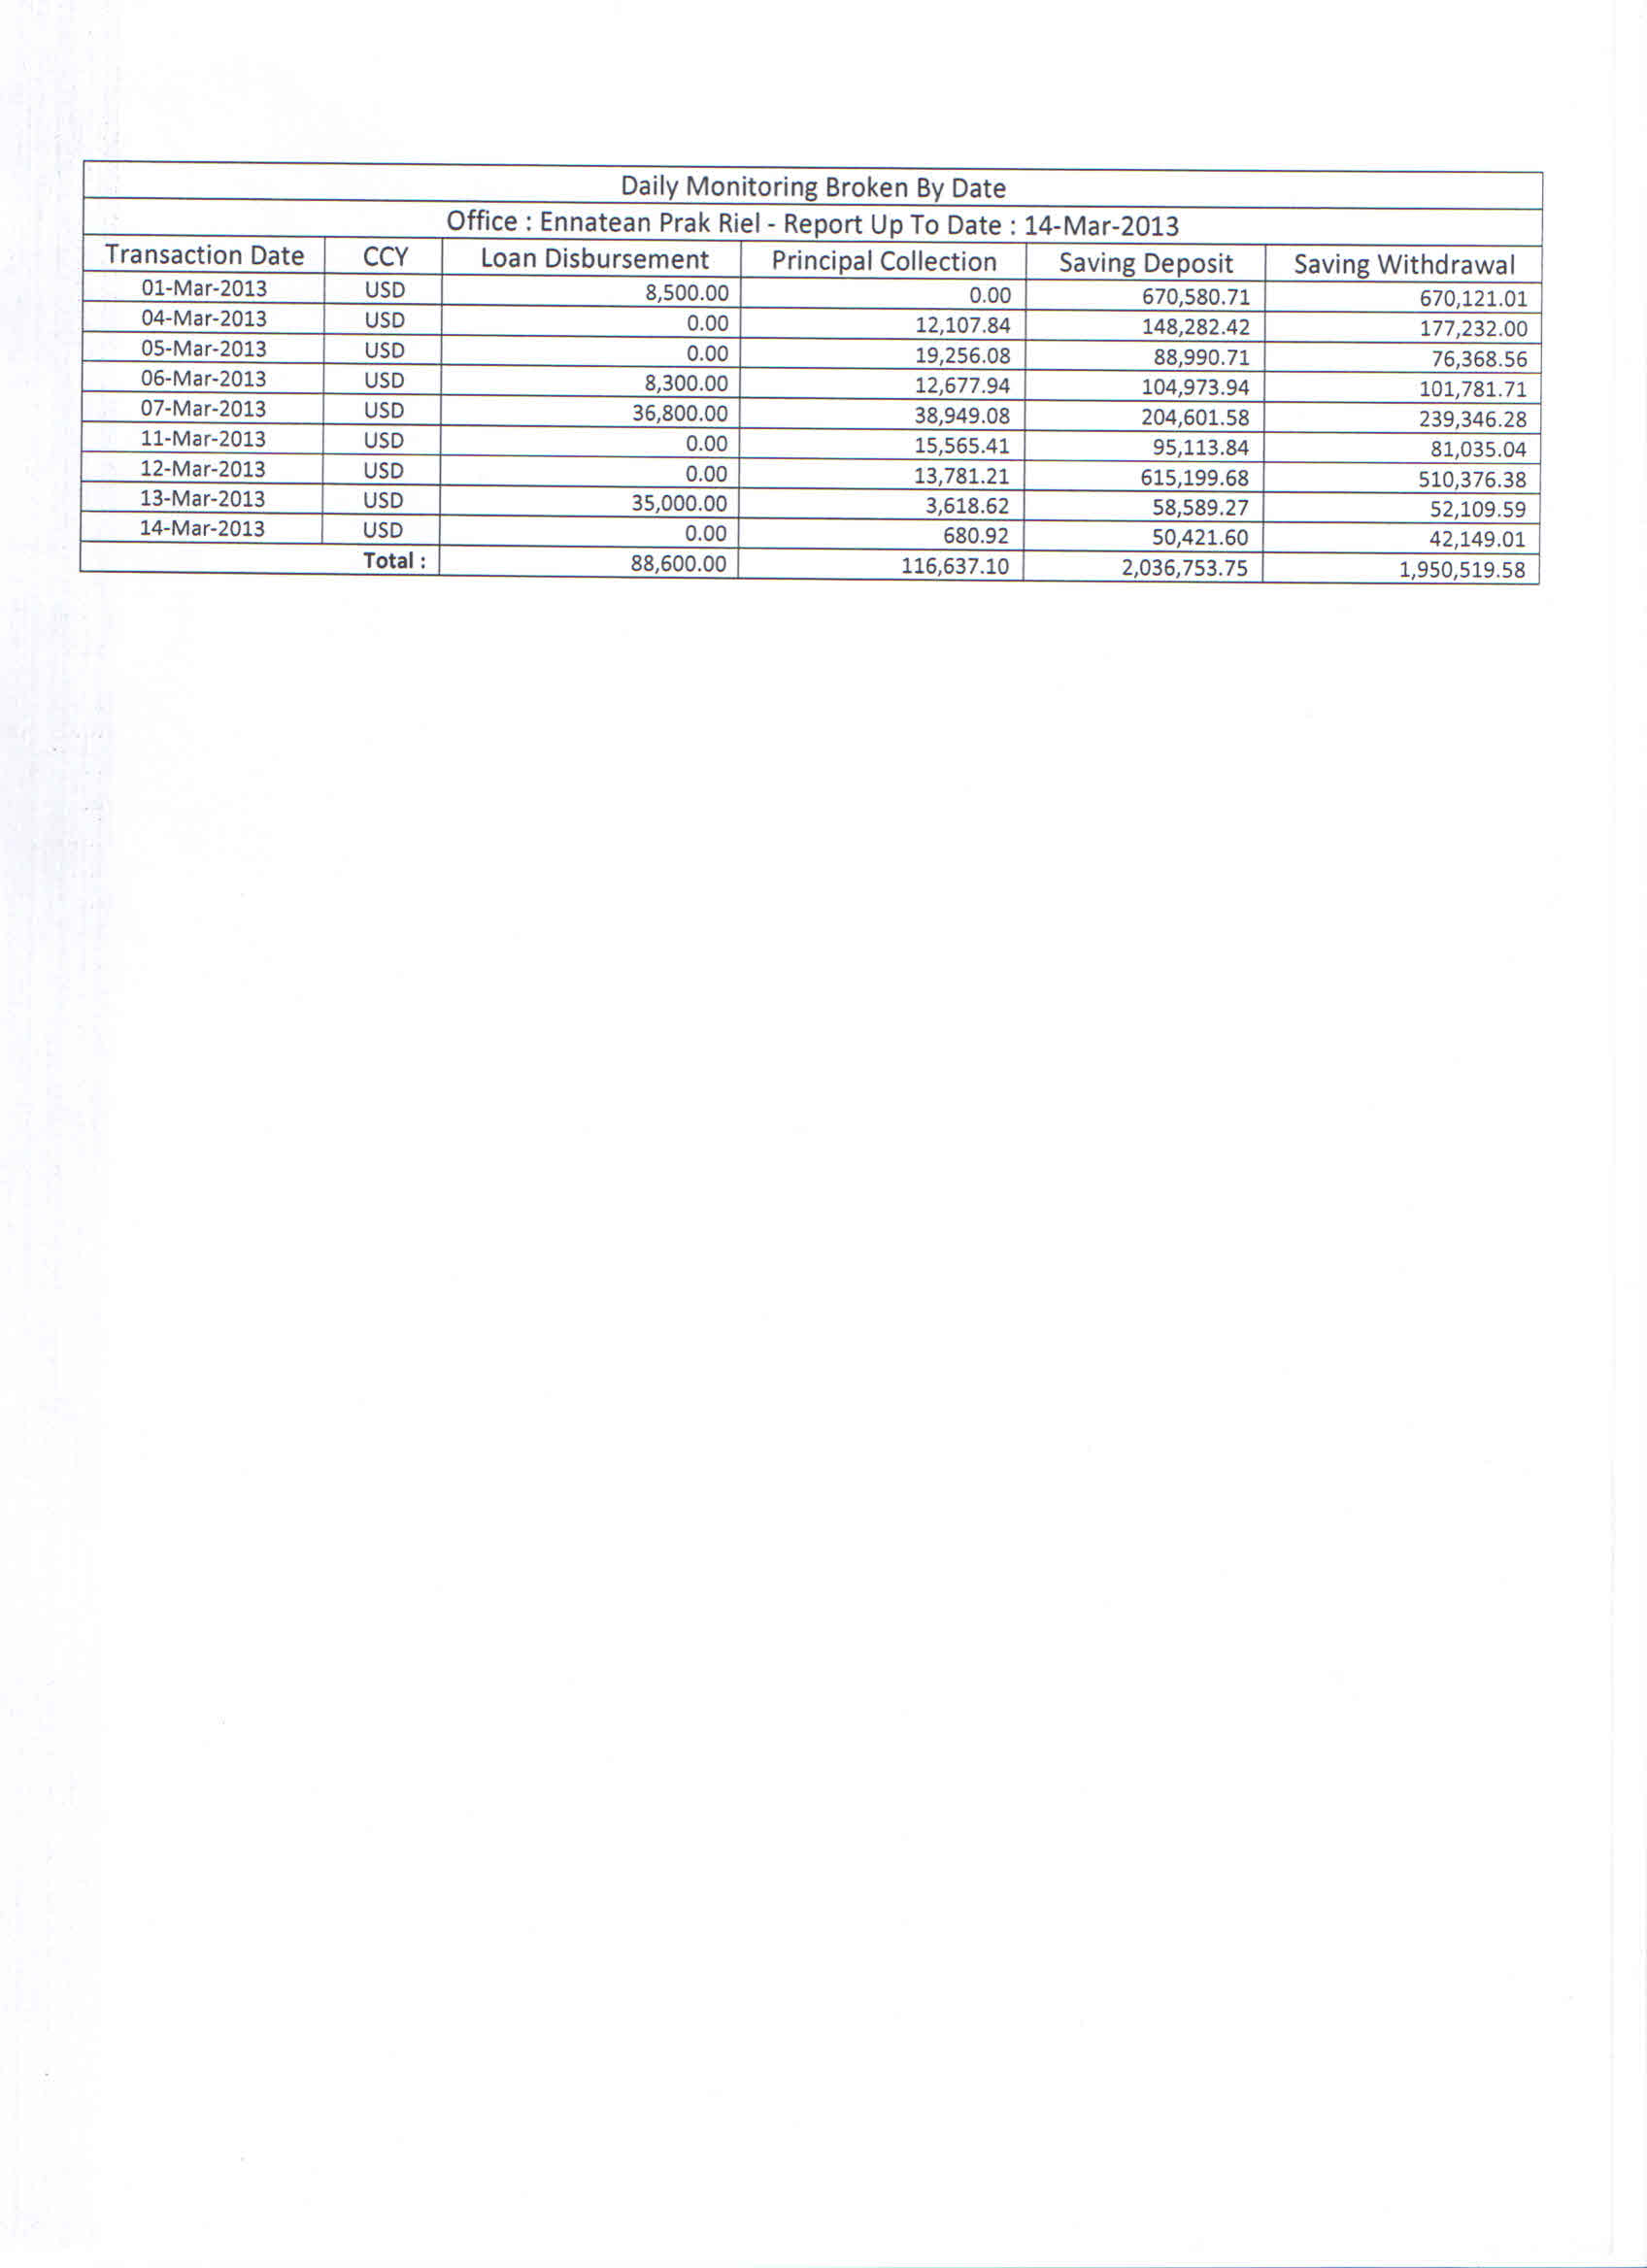 Daily Monitoring Broken By Date
Office : Ennatean Prak Riel - Report Up To Date : 14-Mar-2013
Transaction Date CCY Loan Disbursement Principal Collection Saving Deposit Saving Withdrawal
01-Mar-2013 USD 8,500.00 0.00 670,580.71 670,121.01
04-Mar-2013 USD 0.00 12,107.84 148,282.42 177,232.00
05-Mar-2013 USD 0.00 19,256.08 88,990.71 76,368.56
06-Mar-2013 USD 8,300.00 12,677.94 104,973.94 101,781.71
07-Mar-2013 USD 36,800.00 38,949.08 204,601.58 239,346.28
11-Mar-2013 USD 0.00 15,565.41 95,113.84 81,035.04
12-Mar-2013 USD 0.00 13,781.21 615,199.68 510,376.38
13-Mar-2013 USD 35,000.00 3,618.62 58,589.27 52,109.59
14-Mar-2013 USD 0.00 680.92 50,421.60 42,149.01
Total : 88,600.00 116,637.10 2,036,753.75 1,950,519.58